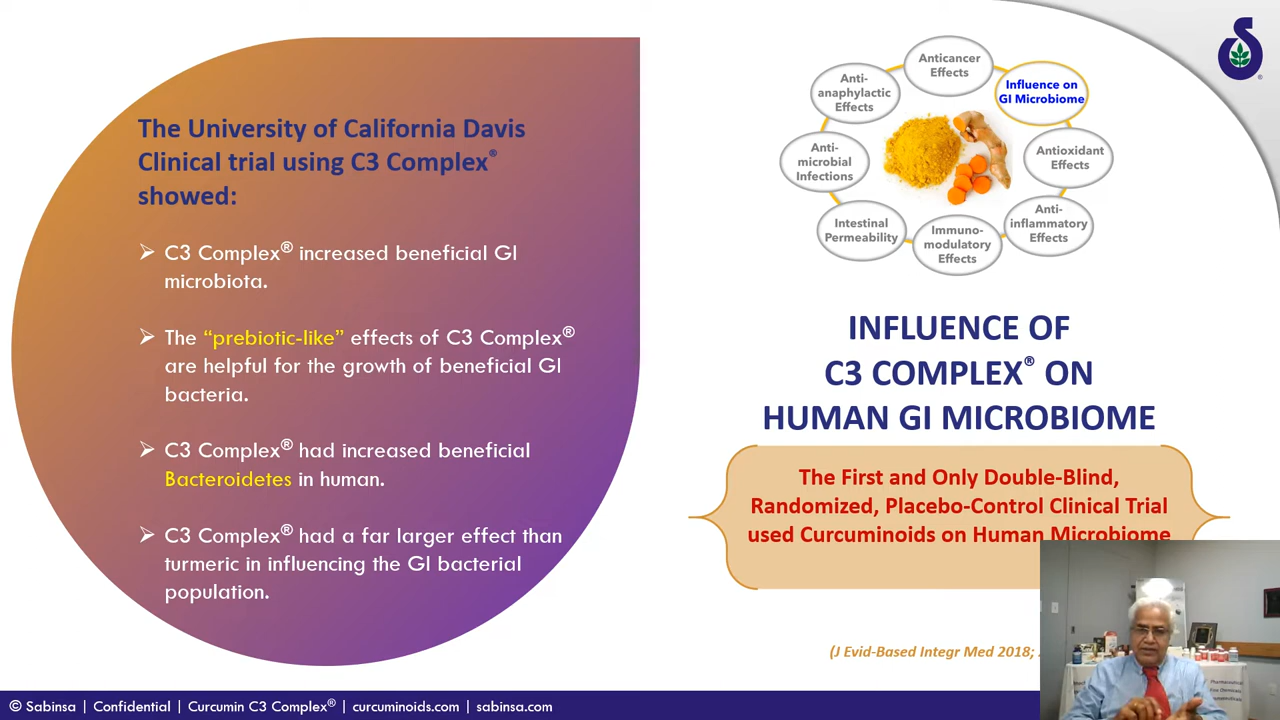 The University of California Davis
Clinical trial using C3 Complex®
showed:
➢ C3 Complex® increased beneficial GI
microbiota.
➢ The “prebiotic-like” effects of C3 Complex®
are helpful for the growth of beneficial GI
bacteria.
➢ C3 Complex® had increased beneficial
Bacteroidetes in human.
➢ C3 Complex® had a far larger effect than
turmeric in influencing the GI bacterial
population.
Anticancer
Effects
Influence on
GI Microbiome
Antioxidant
Effects
Anti-
inflammatory
Effects
Immuno-
modulatory
Effects
Intestinal
Permeability
Anti-
microbial
Infections
Anti-
anaphylactic
Effects
®
INFLUENCE OF
C3 COMPLEX® ON
HUMAN GI MICROBIOME
The First and Only Double-Blind,
Randomized, Placebo-Control Clinical Trial
used Curcuminoids on Human Microbiome
(J Evid-Based Integr Med 2018;
Pharmaceutical
Fine Chemicals
© Sabinsa | Confidential | Curcumin C3 Complex® | curcuminoids.com | sabinsa.com